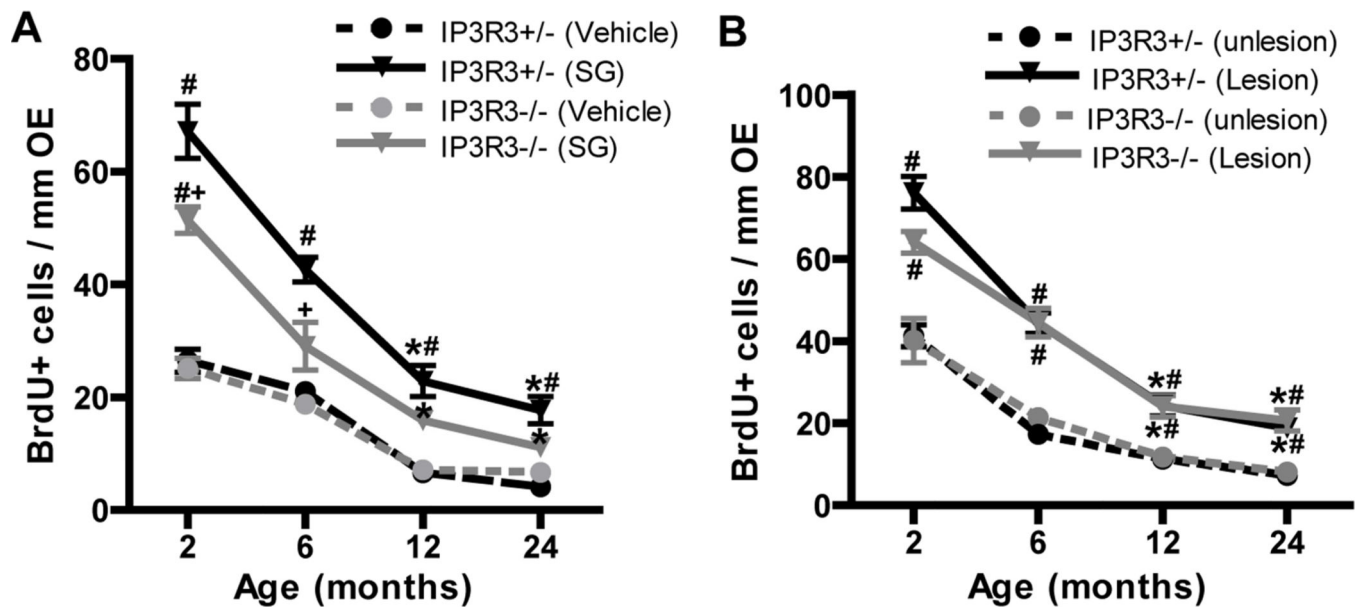 A
IP3R3+/- (Vehicle)
IP3R3+/- (SG)
IP3R3-/- (Vehicle)
IP3R3-/- (SG)
BrdU+ cells / mm OE
80
60
40
20
0
#
#+
#
+
*#
*
*#
*
2 6 12 24
Age (months)
B
IP3R3+/- (unlesion)
IP3R3+/- (Lesion)
IP3R3-/- (unlesion)
IP3R3-/- (Lesion)
BrdU+ cells / mm OE
100
80
60
40
20
0
#
#
#
#
*#
*#
*#
*#
2 6 12 24
Age (months)